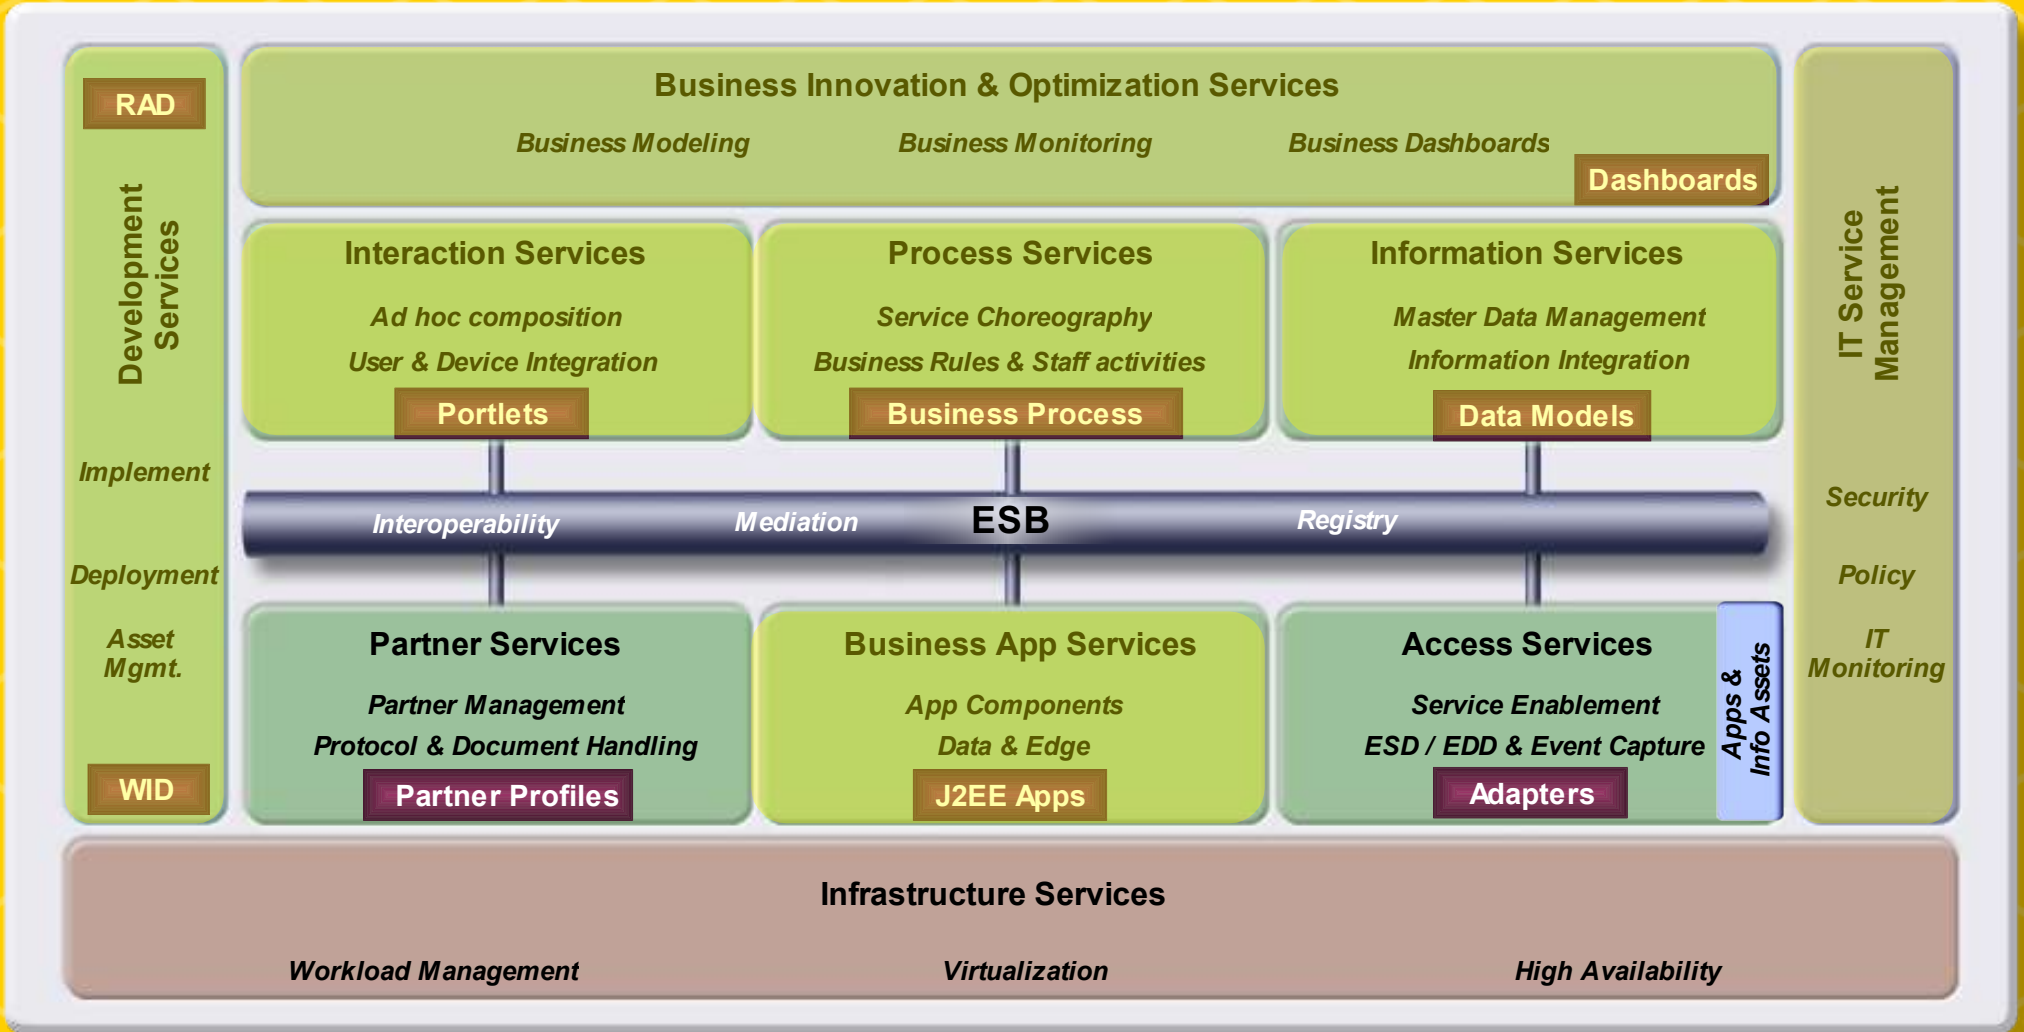 RAD
Development
Services
Implement
Deployment
Asset
Mgmt.
WID
Business Innovation & Optimization Services
Business Modeling
Business Monitoring
Business Dashboards
Dashboards
Interaction Services
Ad hoc composition
User & Device Integration
Portlets
Process Services
Service Choreography
Business Rules & Staff activities
Business Process
Information Services
Master Data Management
Information Integration
Data Models
Interoperability
Mediation
ESB
Registry
Partner Services
Partner Management
Protocol & Document Handling
Partner Profiles
Business App Services
App Components
Data & Edge
J2EE Apps
Access Services
Service Enablement
ESD / EDD & Event Capture
Adapters
Apps &
Info Assets
IT Service
Management
Security
Policy
IT
Monitoring
Infrastructure Services
Workload Management
Virtualization
High Availability